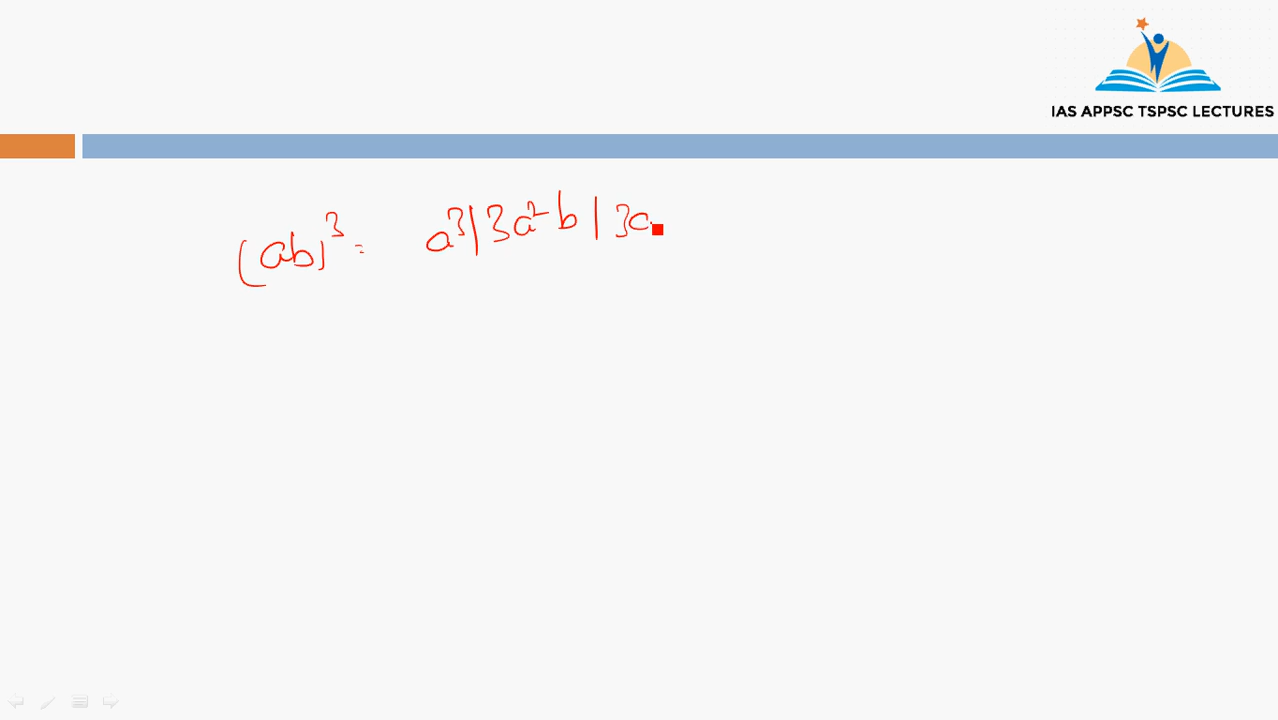 IAS APPSC TSPSC LECTURES
(ab)³ = a³|3a²b|3a